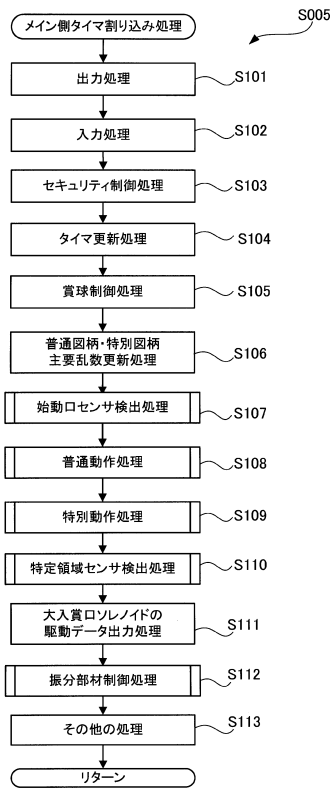 メイン側タイマ割り込み処理
S005
出力処理
S101
入力処理
S102
セキュリティ制御処理
S103
タイマ更新処理
S104
賞球制御処理
S105
普通図柄・特別図柄
主要乱数更新処理
S106
始動口センサ検出処理
S107
普通動作処理
S108
特別動作処理
S109
特定領域センサ検出処理
S110
大入賞口ソレノイドの
駆動データ出力処理
S111
振分部材制御処理
S112
その他の処理
S113
リターン